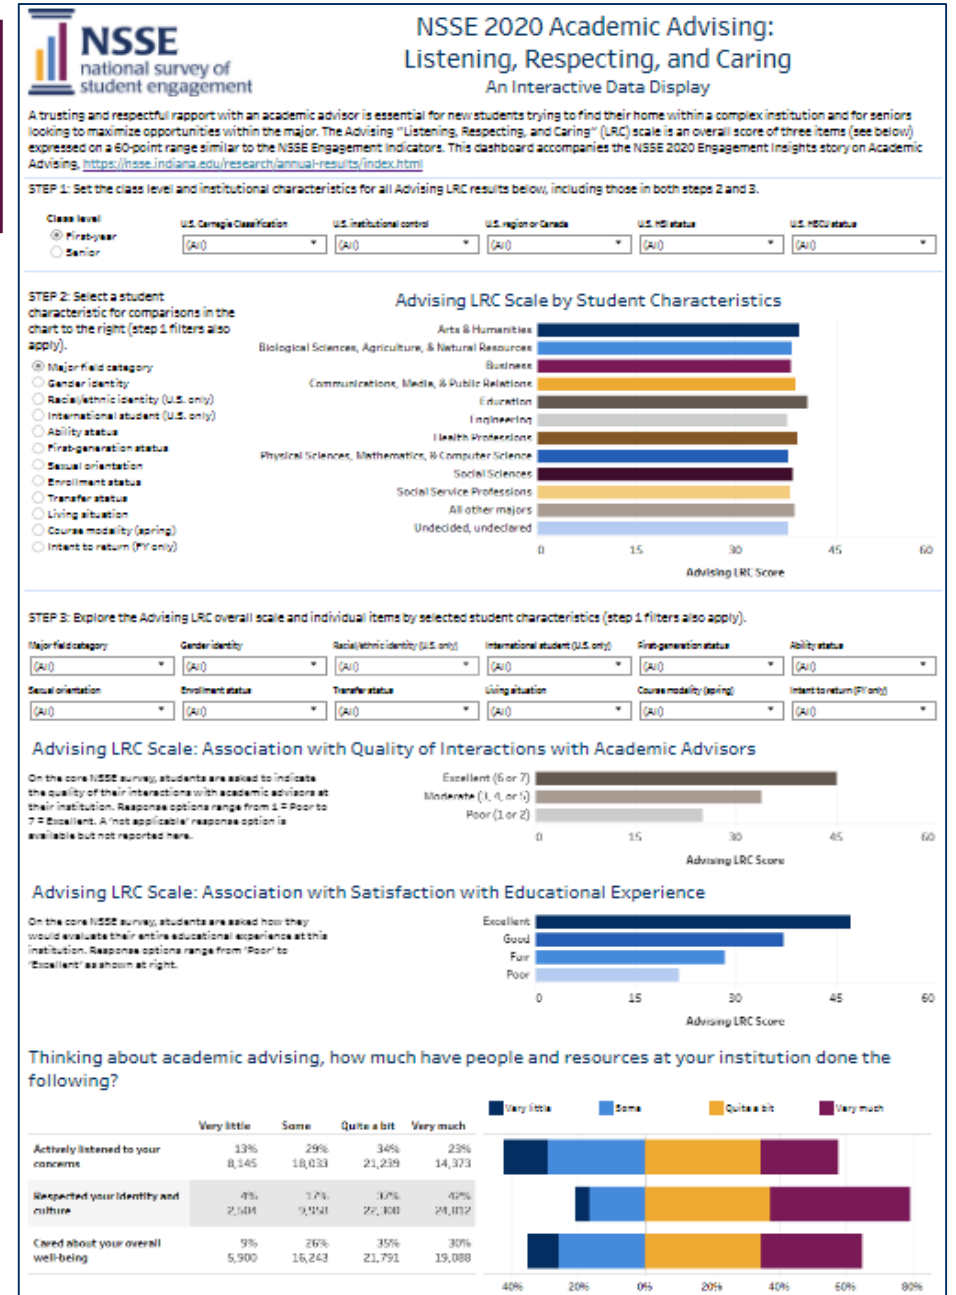 NSSE
national survey of
student engagement
NSSE 2020 Academic Advising:
Listening, Respecting, and Caring
An Interactive Data Display
A trusting and respectful rapport with an academic advisor is essential for new students trying to find their home within a complex institution and for seniors
looking to maximize opportunities within the major. The Advising "Listening, Respecting, and Caring" (LRC) scale is an overall score of three items (see below)
expressed on a 60-point range similar to the NSSE Engagement Indicators. This dashboard accompanies the NSSE 2020 Engagement Insights story on Academic
Advising, https://nsse.indiana.edu/research/annual-results/index.html
STEP 1: Set the class level and institutional characteristics for all Advising LRC results below, including those in both steps 2 and 3.
Class level
First-year
Senior
U.S. Carnegie Classification
(All)
U.S. institutional control
(All)
U.S. region or Canada
(All)
U.S. HSI status
(All)
U.S. HBCU status
(All)
STEP 2: Select a student
characteristic for comparisons in the
chart to the right (step 1 filters also
apply).
Major field category
Gender identity
Racial/ethnic identity (U.S. only)
International student (U.S. only)
Ability status
First-generation status
Sexual orientation
Enrollment status
Transfer status
Living situation
Course modality (spring)
Intent to return (FY only)
Advising LRC Scale by Student Characteristics
Arts & Humanities
Biological Sciences, Agriculture, & Natural Resources
Business
Communications, Media, & Public Relations
Education
Engineering
Health Professions
Physical Sciences, Mathematics, & Computer Science
Social Sciences
Social Service Professions
All other majors
Undecided, undeclared
0 15 30 45 60
Advising LRC Score
STEP 3: Explore the Advising LRC overall scale and individual items by selected student characteristics (step 1 filters also apply).
Major field category
(All)
Gender identity
(All)
Racial/ethnic identity (U.S. only)
(All)
International student (U.S. only)
(All)
First-generation status
(All)
Ability status
(All)
Sexual orientation
(All)
Enrollment status
(All)
Transfer status
(All)
Living situation
(All)
Course modality (spring)
(All)
Intent to return (FY only)
(All)
Advising LRC Scale: Association with Quality of Interactions with Academic Advisors
On the core NSSE survey, students are asked to indicate
the quality of their interactions with academic advisors at
their institution. Response options range from 1 = Poor to
7 = Excellent. A 'not applicable' response option is
available but not reported here.
Excellent (6 or 7)
Moderate (3, 4, or 5)
Poor (1 or 2)
0 15 30 45 60
Advising LRC Score
Advising LRC Scale: Association with Satisfaction with Educational Experience
On the core NSSE survey, students are asked how they
would evaluate their entire educational experience at this
institution. Response options range from 'Poor' to
'Excellent' as shown at right.
Excellent
Good
Fair
Poor
0 15 30 45 60
Advising LRC Score
Thinking about academic advising, how much have people and resources at your institution done the
following?
Very little Some Quite a bit Very much
Very little Some Quite a bit Very much
Actively listened to your
concerns
13% 29% 34% 23%
8,145 18,033 21,239 14,373
Respected your identity and
culture
4% 17% 37% 42%
2,504 9,958 22,300 24,812
Cared about your overall
well-being
9% 26% 35% 30%
5,900 16,243 21,791 19,088
40% 20% 0% 20% 40% 60% 80%